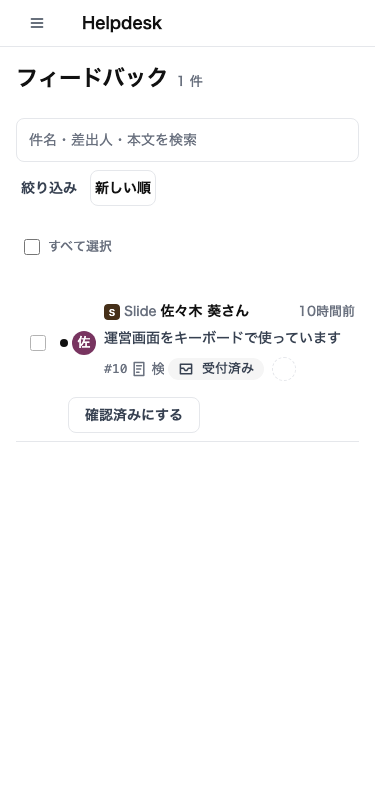 Helpdesk
フィードバック 1 件
件名・差出人・本文を検索
絞り込み 新しい順
すべて選択
S Slide 佐々木 葵さん 10時間前
佐 運営画面をキーボードで使っています
#10 検 受付済み
確認済みにする